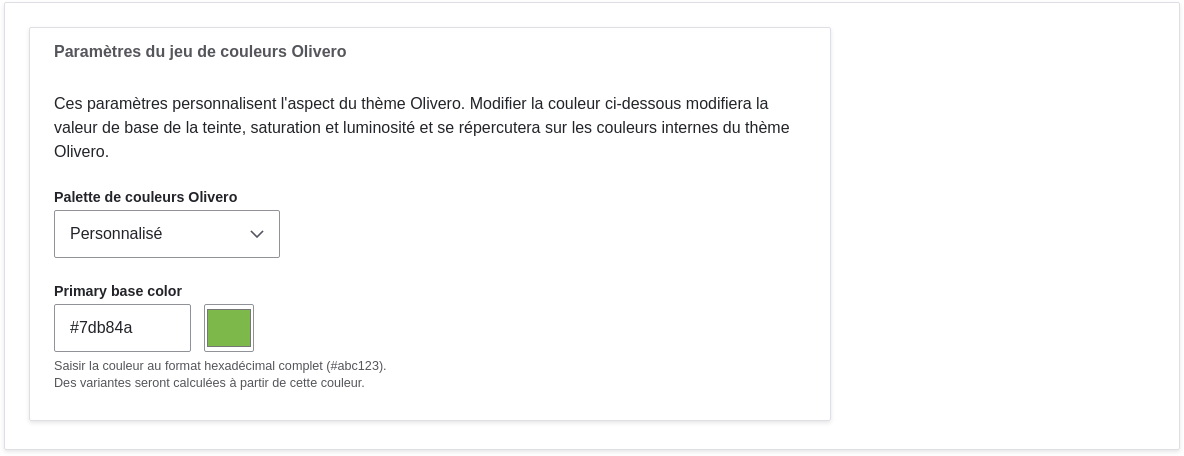 Paramètres du jeu de couleurs Olivero
Ces paramètres personnalisent l'aspect du thème Olivero. Modifier la couleur ci-dessous modifiera la
valeur de base de la teinte, saturation et luminosité et se répercutera sur les couleurs internes du thème
Olivero.
Palette de couleurs Olivero
Personnalisé
Primary base color
#7db84a
Saisir la couleur au format hexadécimal complet (#abc123).
Des variantes seront calculées à partir de cette couleur.